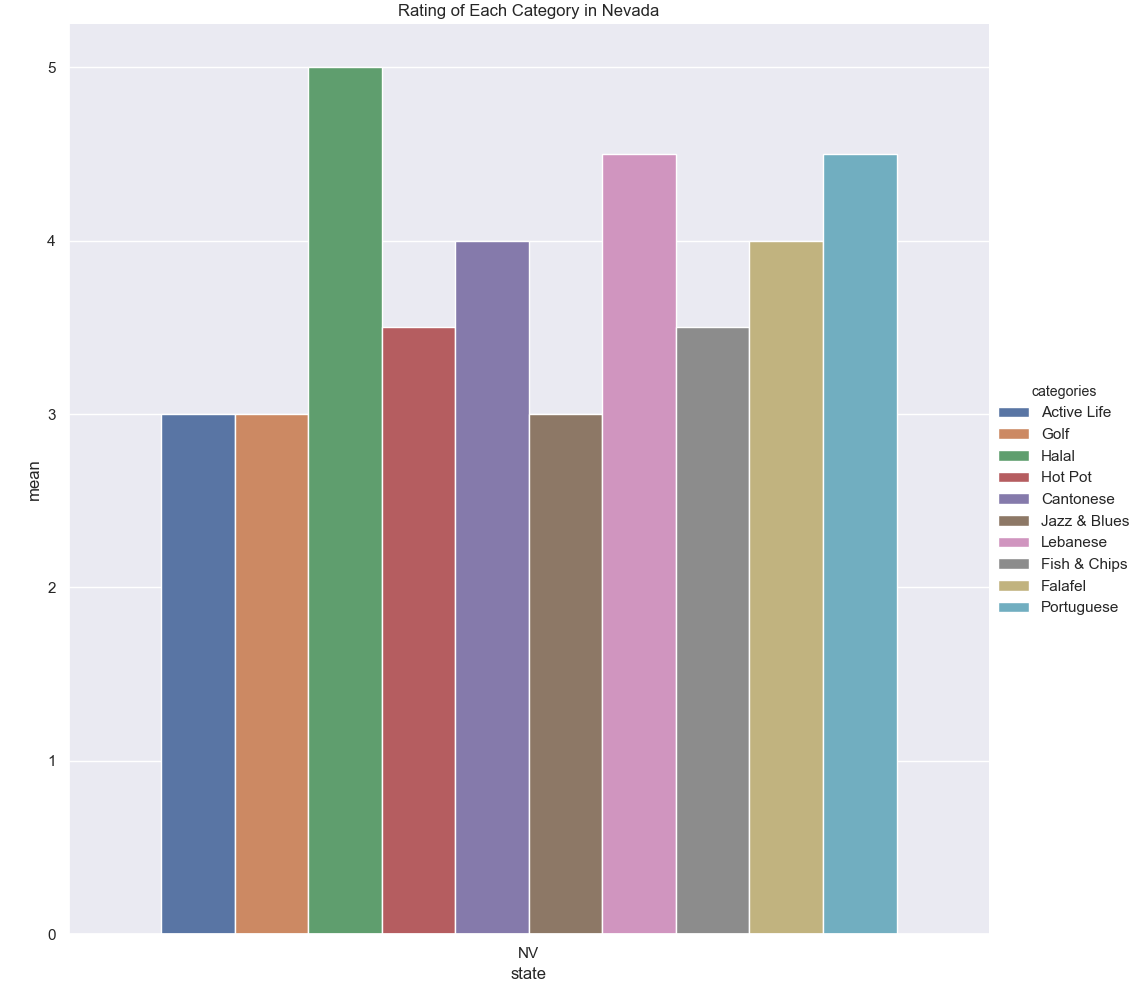 Rating of Each Category in Nevada
5
4
3
2
1
0
mean
NV
state
categories
Active Life
Golf
Halal
Hot Pot
Cantonese
Jazz & Blues
Lebanese
Fish & Chips
Falafel
Portuguese